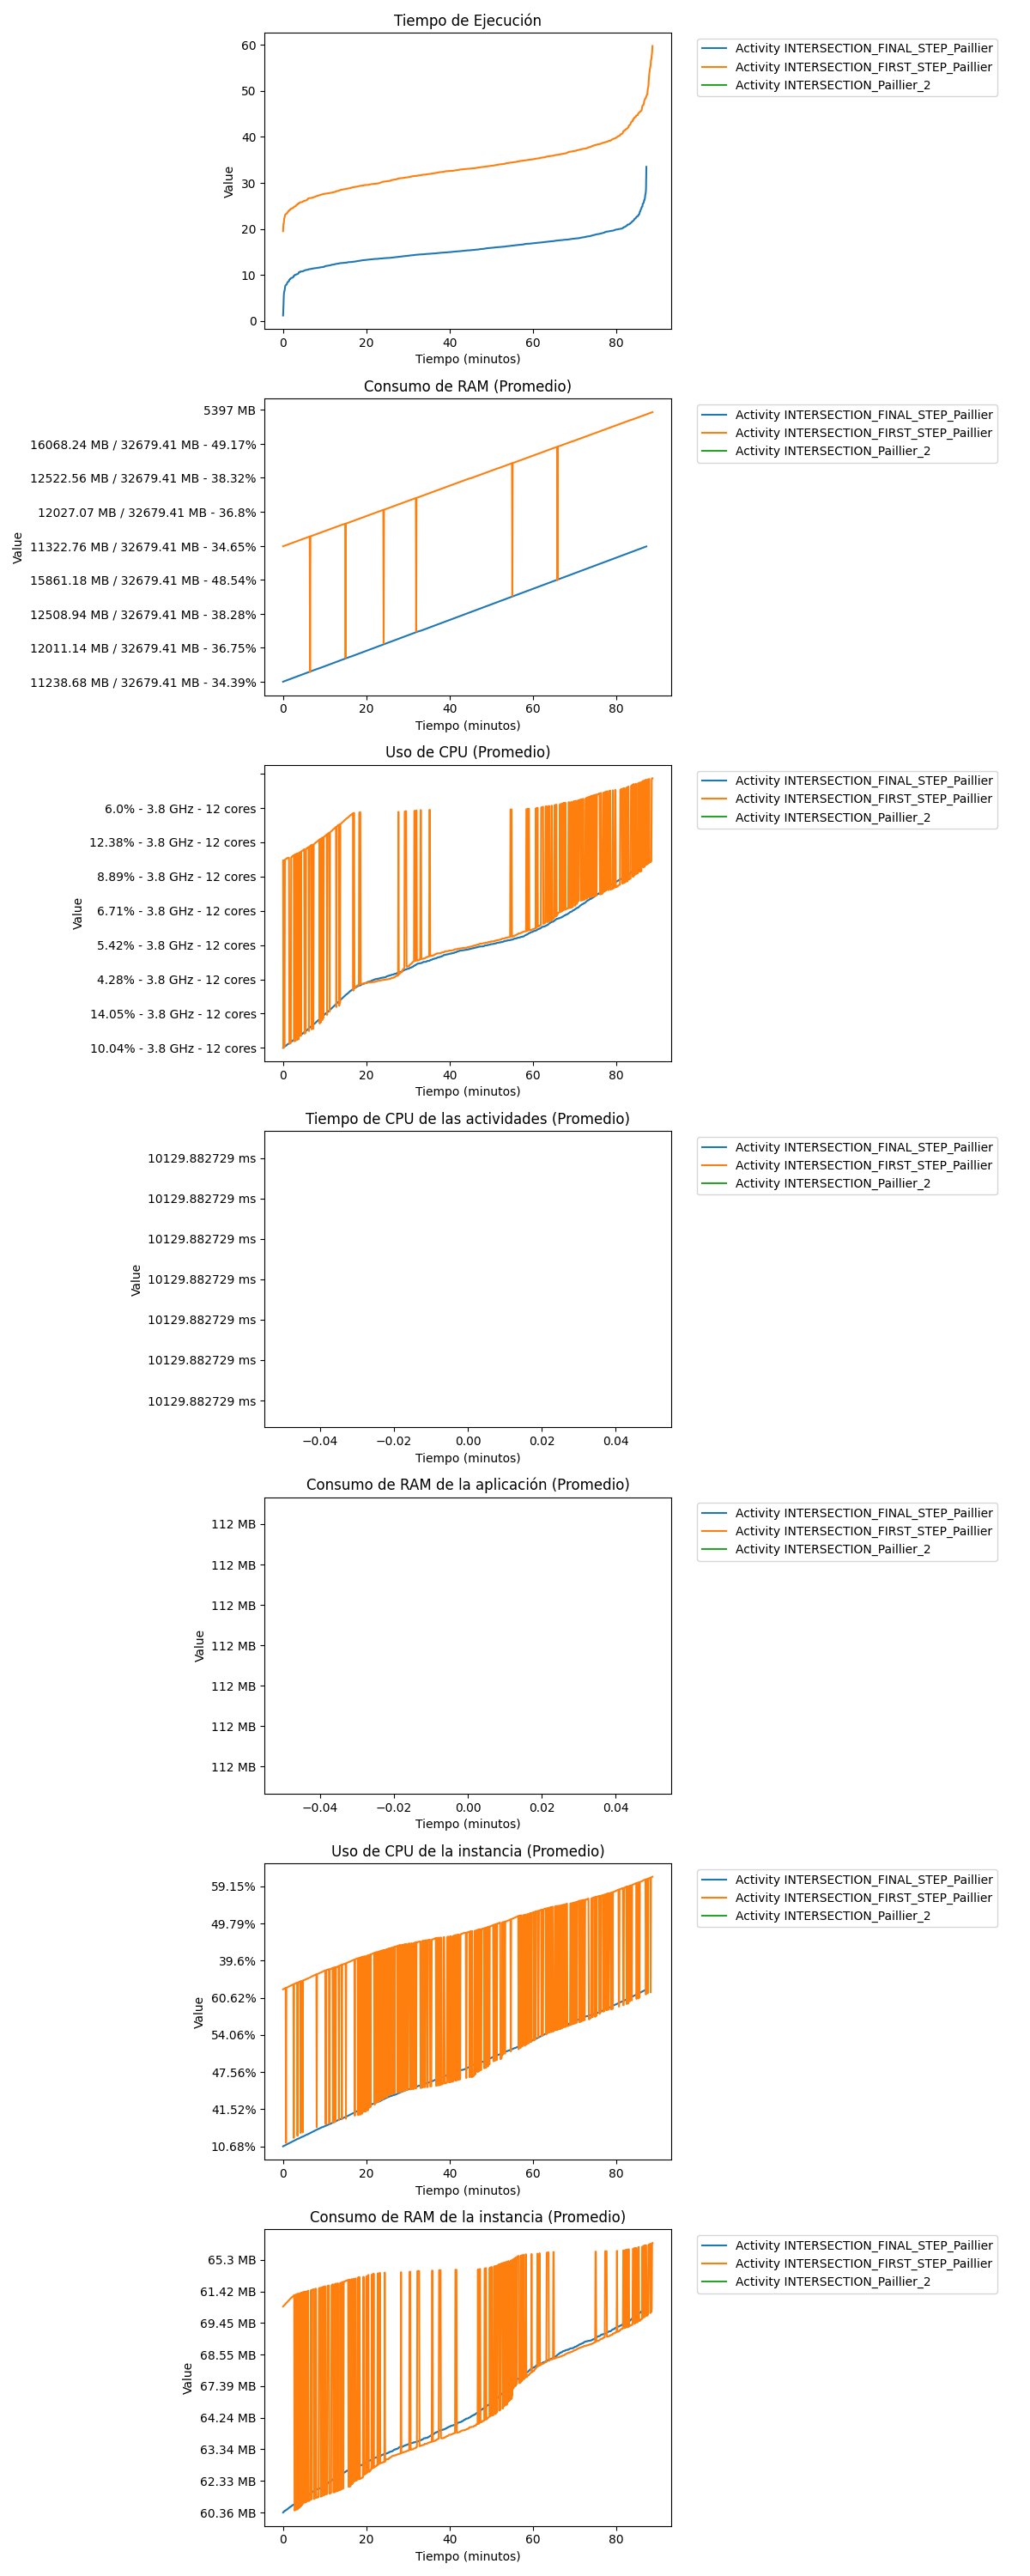 Tiempo de Ejecución
Value
60
50
40
30
20
10
0
0 20 40 60 80
Tiempo (minutos)
Activity INTERSECTION_FINAL_STEP_Paillier
Activity INTERSECTION_FIRST_STEP_Paillier
Activity INTERSECTION_Paillier_2
Consumo de RAM (Promedio)
Value
5397 MB
16068.24 MB / 32679.41 MB - 49.17%
12522.56 MB / 32679.41 MB - 38.32%
12027.07 MB / 32679.41 MB - 36.8%
11322.76 MB / 32679.41 MB - 34.65%
15861.18 MB / 32679.41 MB - 48.54%
12508.94 MB / 32679.41 MB - 38.28%
12011.14 MB / 32679.41 MB - 36.75%
11238.68 MB / 32679.41 MB - 34.39%
0 20 40 60 80
Tiempo (minutos)
Activity INTERSECTION_FINAL_STEP_Paillier
Activity INTERSECTION_FIRST_STEP_Paillier
Activity INTERSECTION_Paillier_2
Uso de CPU (Promedio)
Value
6.0% - 3.8 GHz - 12 cores
12.38% - 3.8 GHz - 12 cores
8.89% - 3.8 GHz - 12 cores
6.71% - 3.8 GHz - 12 cores
5.42% - 3.8 GHz - 12 cores
4.28% - 3.8 GHz - 12 cores
14.05% - 3.8 GHz - 12 cores
10.04% - 3.8 GHz - 12 cores
0 20 40 60 80
Tiempo (minutos)
Activity INTERSECTION_FINAL_STEP_Paillier
Activity INTERSECTION_FIRST_STEP_Paillier
Activity INTERSECTION_Paillier_2
Tiempo de CPU de las actividades (Promedio)
Value
10129.882729 ms
10129.882729 ms
10129.882729 ms
10129.882729 ms
10129.882729 ms
10129.882729 ms
10129.882729 ms
−0.04 −0.02 0.00 0.02 0.04
Tiempo (minutos)
Activity INTERSECTION_FINAL_STEP_Paillier
Activity INTERSECTION_FIRST_STEP_Paillier
Activity INTERSECTION_Paillier_2
Consumo de RAM de la aplicación (Promedio)
Value
112 MB
112 MB
112 MB
112 MB
112 MB
112 MB
112 MB
−0.04 −0.02 0.00 0.02 0.04
Tiempo (minutos)
Activity INTERSECTION_FINAL_STEP_Paillier
Activity INTERSECTION_FIRST_STEP_Paillier
Activity INTERSECTION_Paillier_2
Uso de CPU de la instancia (Promedio)
Value
59.15%
49.79%
39.6%
60.62%
54.06%
47.56%
41.52%
10.68%
0 20 40 60 80
Tiempo (minutos)
Activity INTERSECTION_FINAL_STEP_Paillier
Activity INTERSECTION_FIRST_STEP_Paillier
Activity INTERSECTION_Paillier_2
Consumo de RAM de la instancia (Promedio)
Value
65.3 MB
61.42 MB
69.45 MB
68.55 MB
67.39 MB
64.24 MB
63.34 MB
62.33 MB
60.36 MB
0 20 40 60 80
Tiempo (minutos)
Activity INTERSECTION_FINAL_STEP_Paillier
Activity INTERSECTION_FIRST_STEP_Paillier
Activity INTERSECTION_Paillier_2